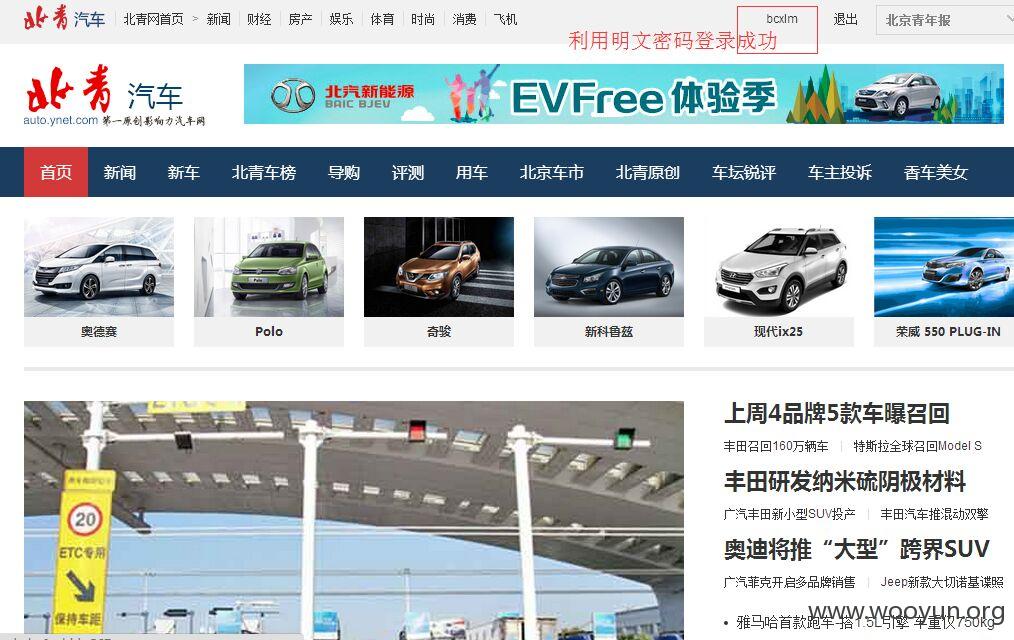 北青 汽车 北青网首页 > 新闻 财经 房产 娱乐 体育 时尚 消费 飞机 bcxlm 退出 北京青年报
利用明文密码登录成功
北青 汽车
auto.ynet.com 第一原创影响力汽车网
北汽新能源
BAIC BJEV
EVFree体验季
首页 新闻 新车 北青车榜 导购 评测 用车 北京车市 北青原创 车坛锐评 车主投诉 香车美女
奥德赛 Polo 奇骏 新科鲁兹 现代ix25 荣威 550 PLUG-IN
上周4品牌5款车曝召回
丰田召回160万辆车 特斯拉全球召回Model S
丰田研发纳米硫阴极材料
广汽丰田新小型SUV投产 丰田汽车推混动双擎
奥迪将推“大型”跨界SUV
广汽菲克开启多品牌销售 Jeep新款大切诺基谍照
• 雅马哈首款跑车-搭1.5L引擎 车重仅750kg
www.wooyun.org
20
ETC专用
保持车距